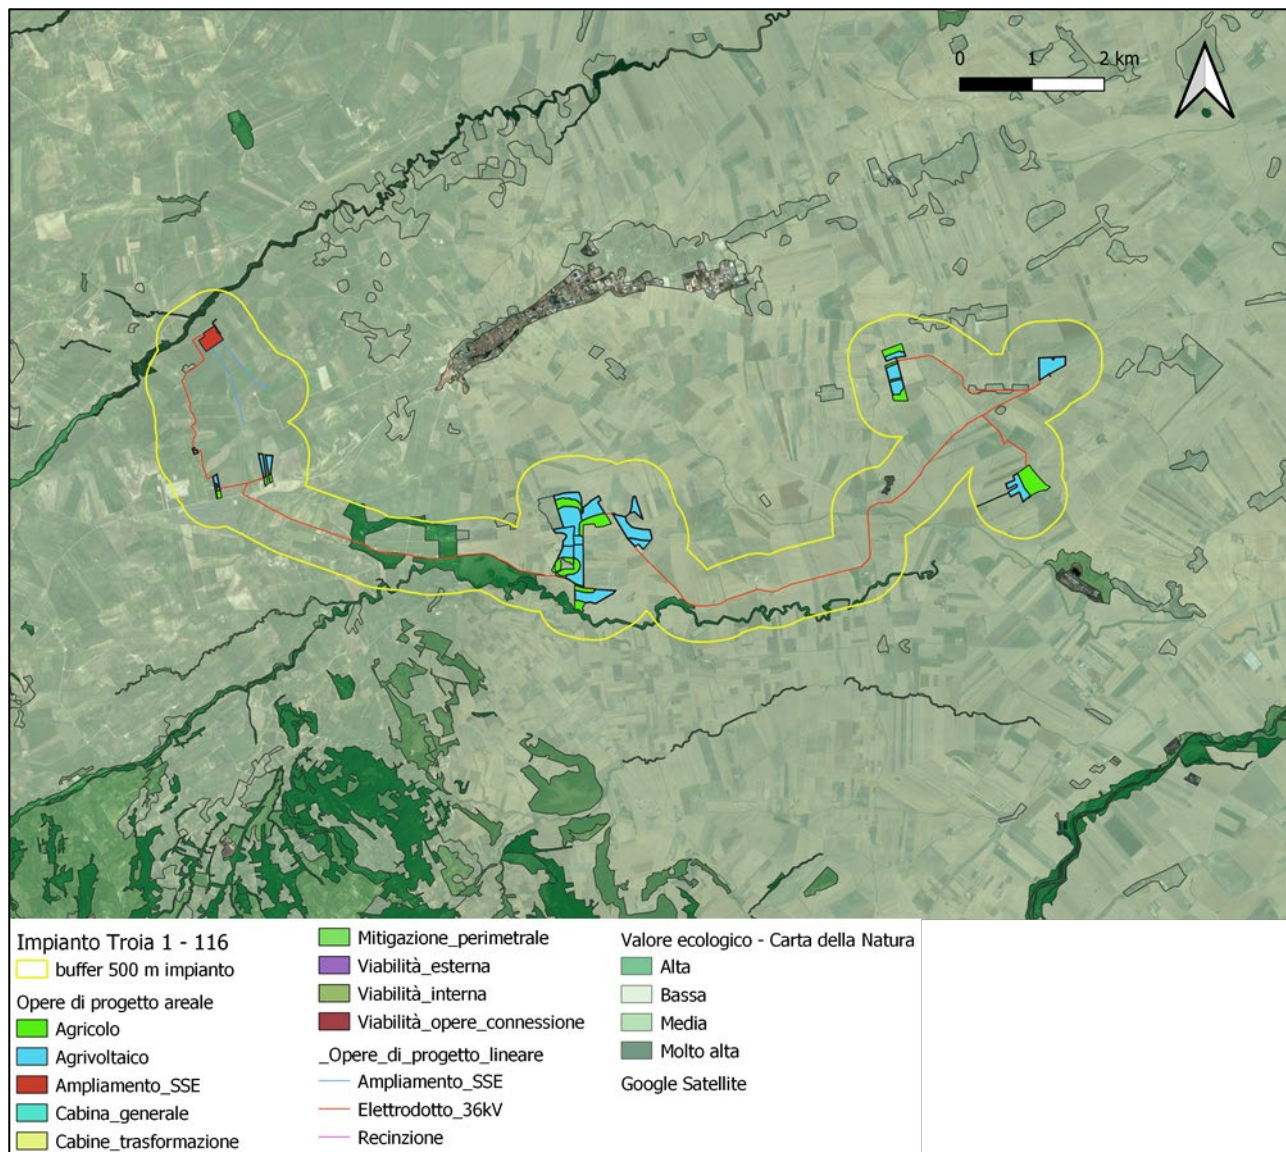 0 1 2 km
Impianto Troia 1 - 116
buffer 500 m impianto
Opere di progetto areale
Agricolo
Agrivoltaico
Ampliamento_SSE
Cabina_generale
Cabine_trasformazione
Mitigazione_perimetrale
Viabilità_esterna
Viabilità_interna
Viabilità_opere_connessione
_Opere_di_progetto_lineare
Ampliamento_SSE
Elettrodotto_36kV
Recinzione
Valore ecologico - Carta della Natura
Alta
Bassa
Media
Molto alta
Google Satellite